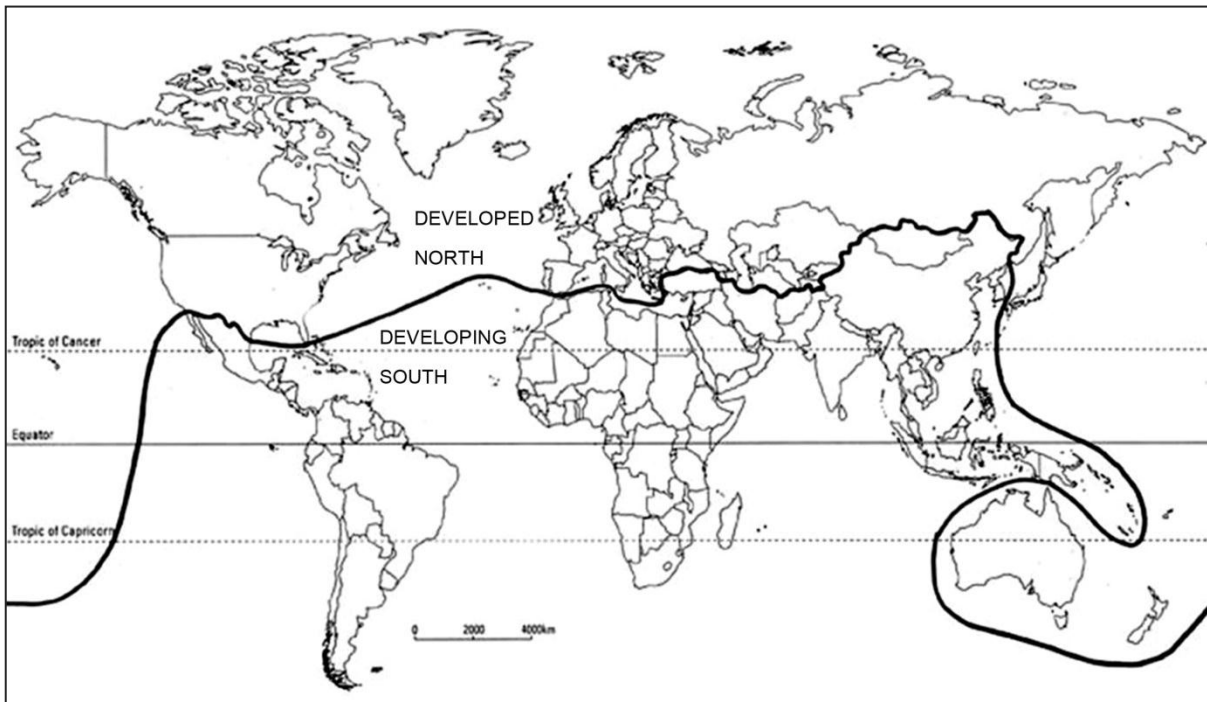 DEVELOPED
NORTH
DEVELOPING
SOUTH
Tropic of Cancer
Equator
Tropic of Capricorn
0 2000 4000km